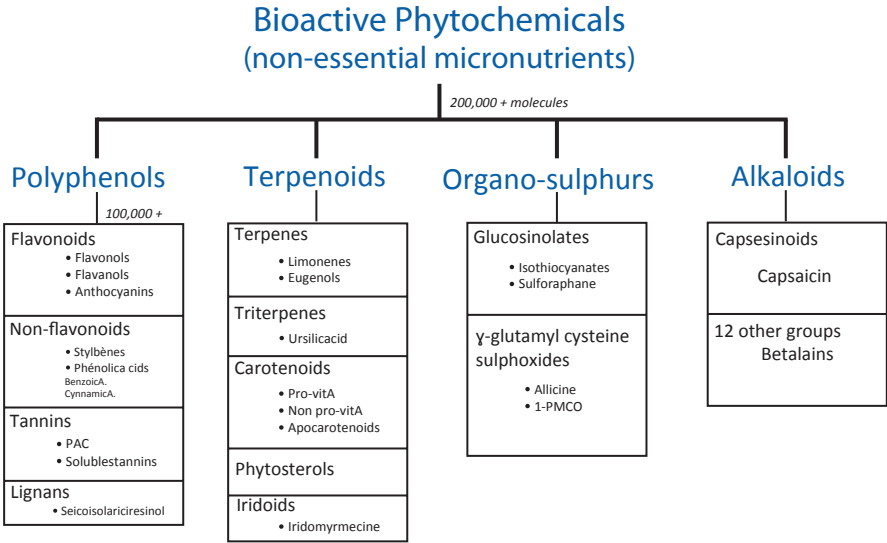 Bioactive Phytochemicals
(non-essential micronutrients)
200,000 + molecules
Polyphenols
100,000 +
Flavonoids
• Flavonols
• Flavanols
• Anthocyanins
Non-flavonoids
• Stylbènes
• Phénolica cids
BenzoicA.
CynnamicA.
Tannins
• PAC
• Solublestannins
Lignans
• Seicoisolariciresinol
Terpenoids
Terpenes
• Limonenes
• Eugenols
Triterpenes
• Ursilicacid
Carotenoids
• Pro-vitA
• Non pro-vitA
• Apocarotenoids
Phytosterols
Iridoids
• Iridomyrmecine
Organo-sulphurs
Glucosinolates
• Isothiocyanates
• Sulforaphane
ɣ-glutamyl cysteine
sulphoxides
• Allicine
• 1-PMCO
Alkaloids
Capsesinoids
Capsaicin
12 other groups
Betalains